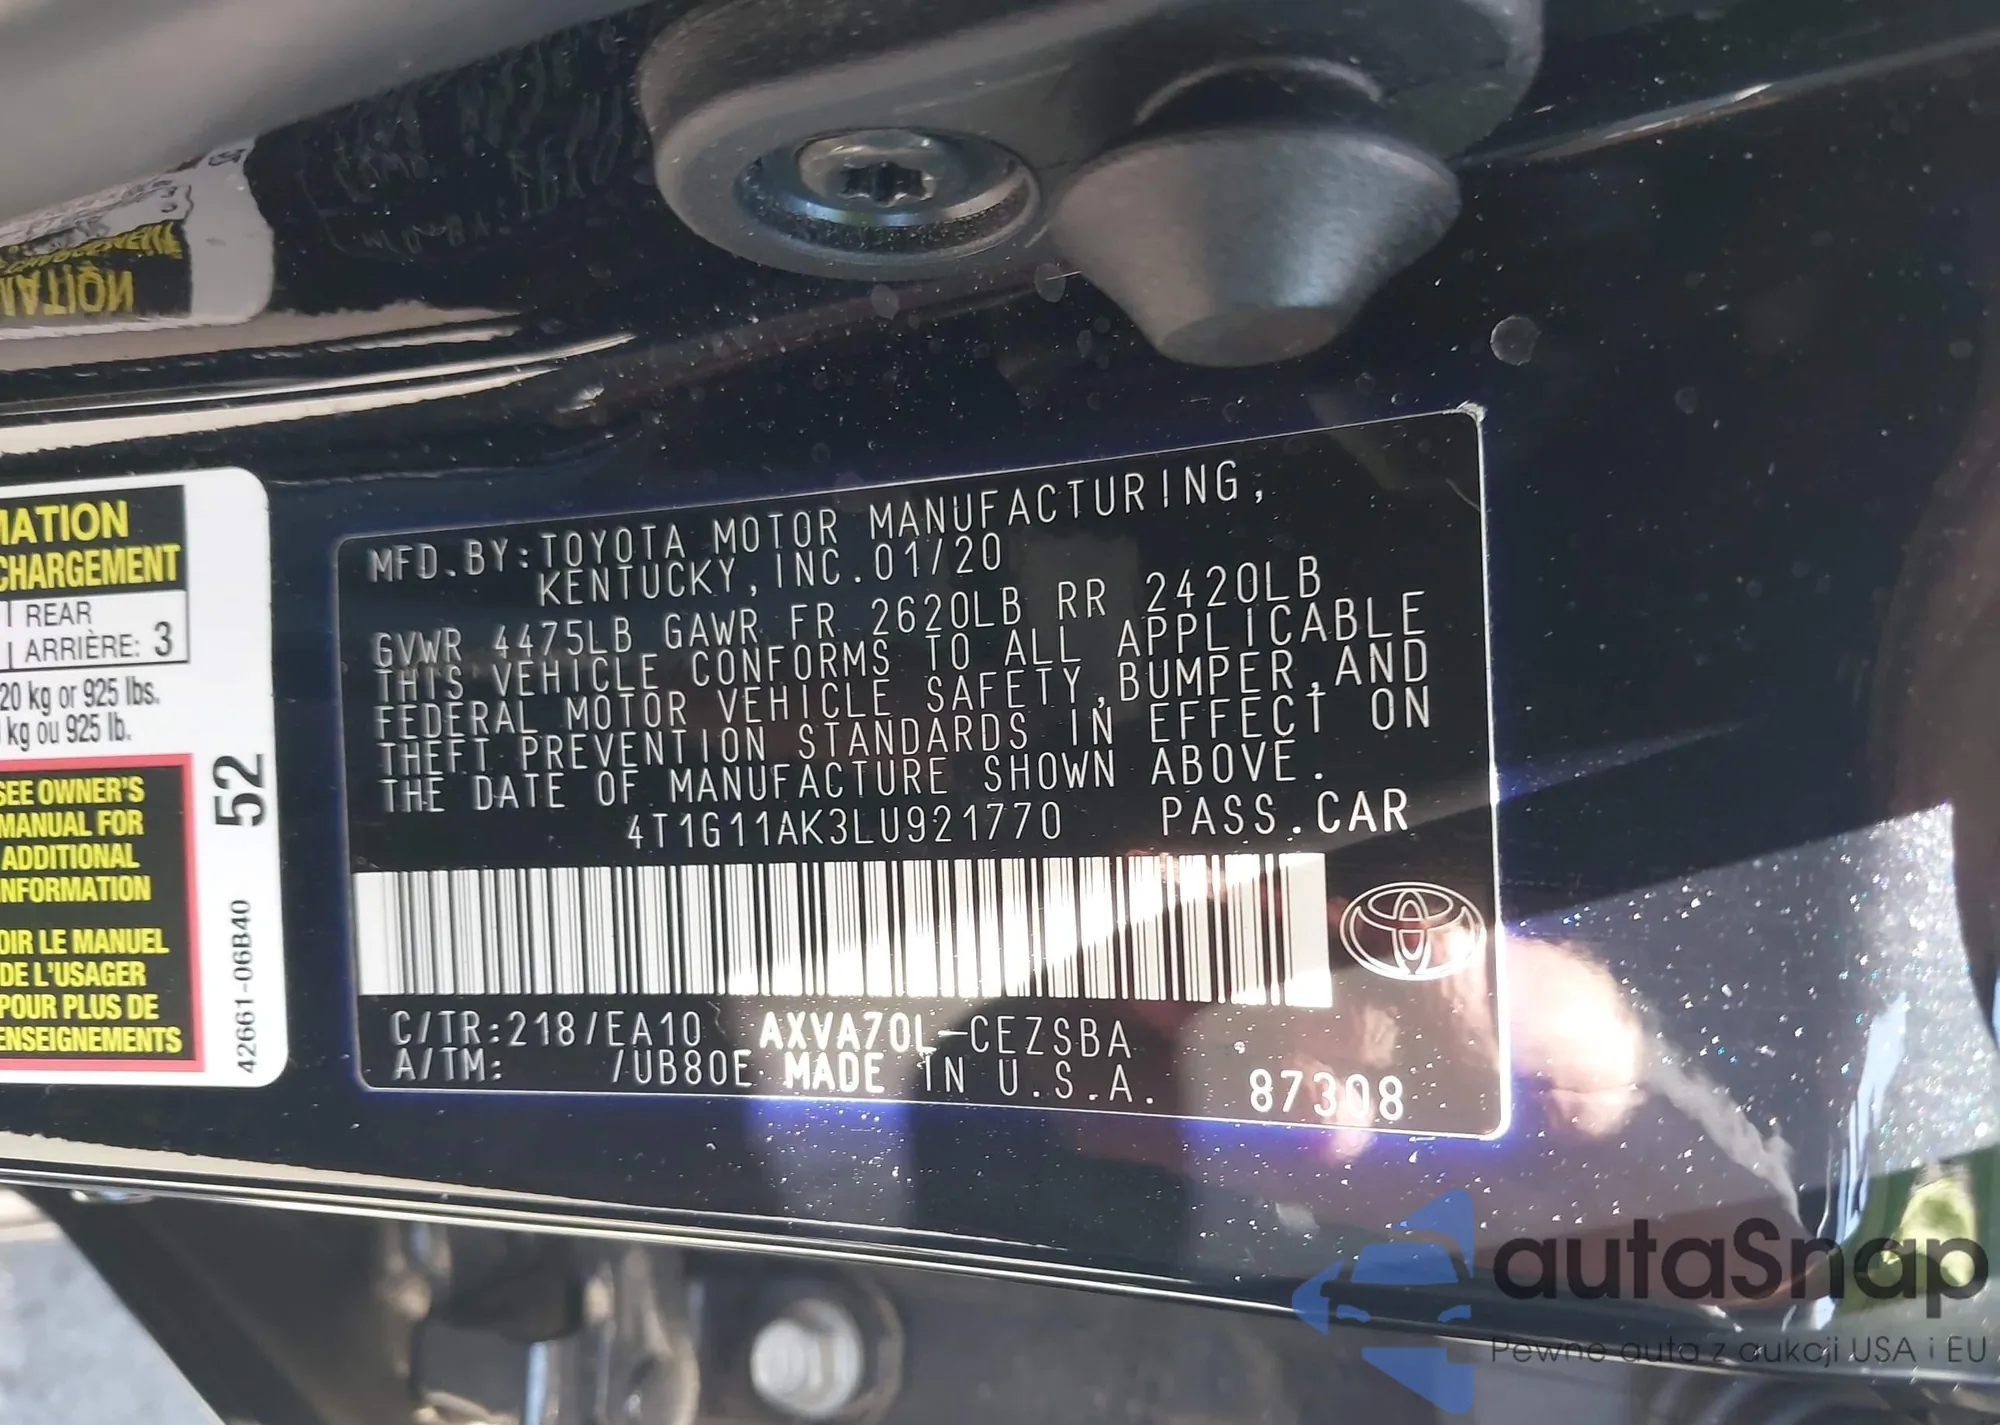 MATION
CHARGEMENT
REAR
ARRIÈRE: 3
20 kg or 925 lbs.
kg ou 925 lb.
SEE OWNER'S
MANUAL FOR
ADDITIONAL
INFORMATION
OIR LE MANUEL
DE L'USAGER
POUR PLUS DE
ENSEIGNEMENTS
52
42661-06B40
MFD.BY:TOYOTA MOTOR MANUFACTURING,
KENTUCKY,INC.01/20
GVWR 4475LB GAWR FR 2620LB RR 2420LB
THIS VEHICLE CONFORMS TO ALL APPLICABLE
FEDERAL MOTOR VEHICLE SAFETY,BUMPER,AND
THEFT PREVENTION STANDARDS IN EFFECT ON
THE DATE OF MANUFACTURE SHOWN ABOVE.
4T1G11AK3LU921770 PASS.CAR
C/TR:218/EA10 AXVA70L-CEZSBA
A/TM: /UB80E MADE IN U.S.A. 87308
autaSnap
Pewne auta z aukcji USA i EU